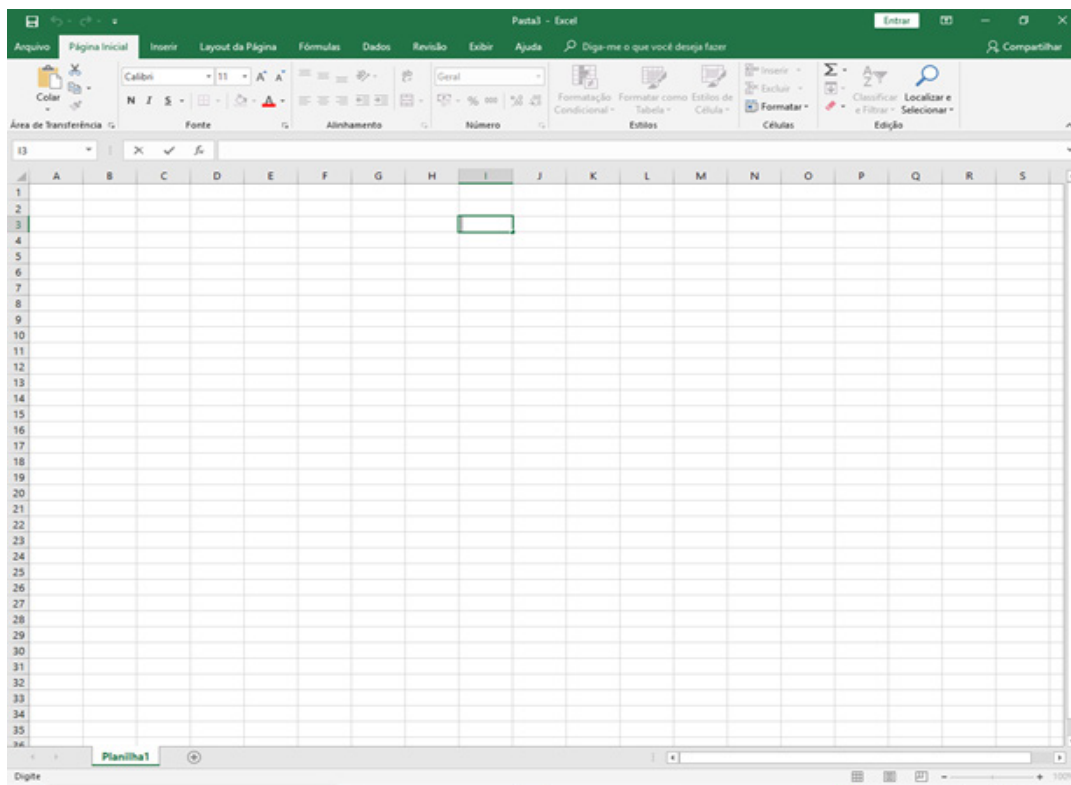 Pasta3 - Excel
Entrar
Arquivo Página Inicial Inserir Layout da Página Fórmulas Dados Revisão Exibir Ajuda Diga-me o que você deseja fazer Compartilhar
Colar
Calibri 11
N I S
Geral
% 000
Formatação Condicional
Formatar como Tabela
Estilos de Célula
Inserir
Excluir
Formatar
Classificar e Filtrar
Localizar e Selecionar
Área de Transferência Fonte Alinhamento Número Estilos Células Edição
I3
fx
A B C D E F G H I J K L M N O P Q R S
1
2
3
4
5
6
7
8
9
10
11
12
13
14
15
16
17
18
19
20
21
22
23
24
25
26
27
28
29
30
31
32
33
34
35
36
Planilha1
Digite
100%